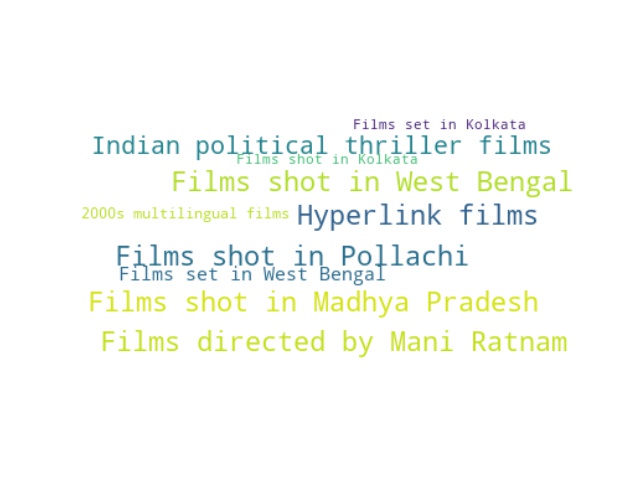 Films set in Kolkata
Indian political thriller films
Films shot in Kolkata
Films shot in West Bengal
2000s multilingual films
Hyperlink films
Films shot in Pollachi
Films set in West Bengal
Films shot in Madhya Pradesh
Films directed by Mani Ratnam